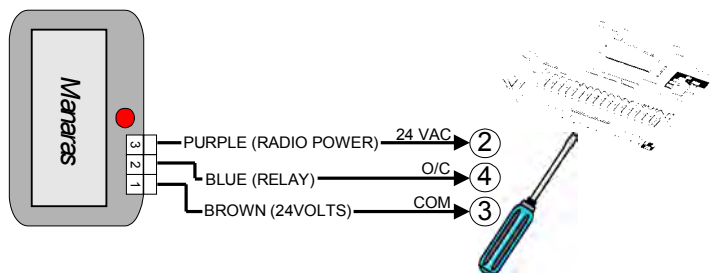 Manaras
3 PURPLE (RADIO POWER) 24 VAC 2
2 BLUE (RELAY) O/C 4
1 BROWN (24VOLTS) COM 3